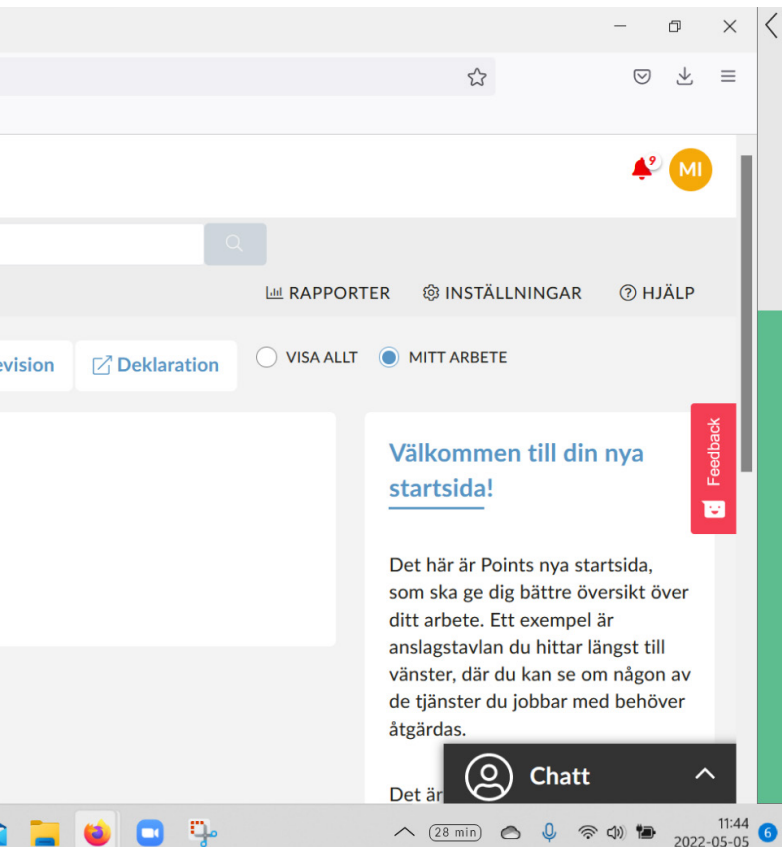 9
MI
RAPPORTER INSTÄLLNINGAR HJÄLP
evision Deklaration VISA ALLT MITT ARBETE
Feedback
Välkommen till din nya
startsida!
Det här är Points nya startsida,
som ska ge dig bättre översikt över
ditt arbete. Ett exempel är
anslagstavlan du hittar längst till
vänster, där du kan se om någon av
de tjänster du jobbar med behöver
åtgärdas.
Det är
Chatt
28 min
11:44
2022-05-05
6